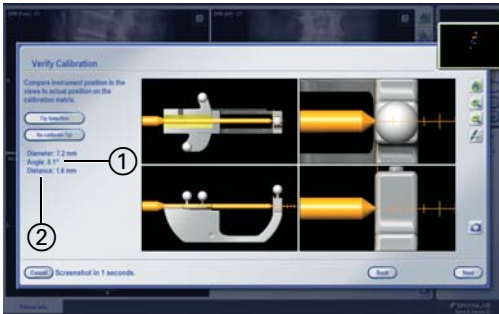 Verify Calibration
Compare instrument position in the
views to actual position on the
calibration matrix.
Tip Selection
Re-calibrate Tip
Diameter: 7.2 mm
Angle: 0.1°
Distance: 1.6 mm
1
2
Cancel
Screenshot in 1 seconds.
Back
Next
BRAINLAB